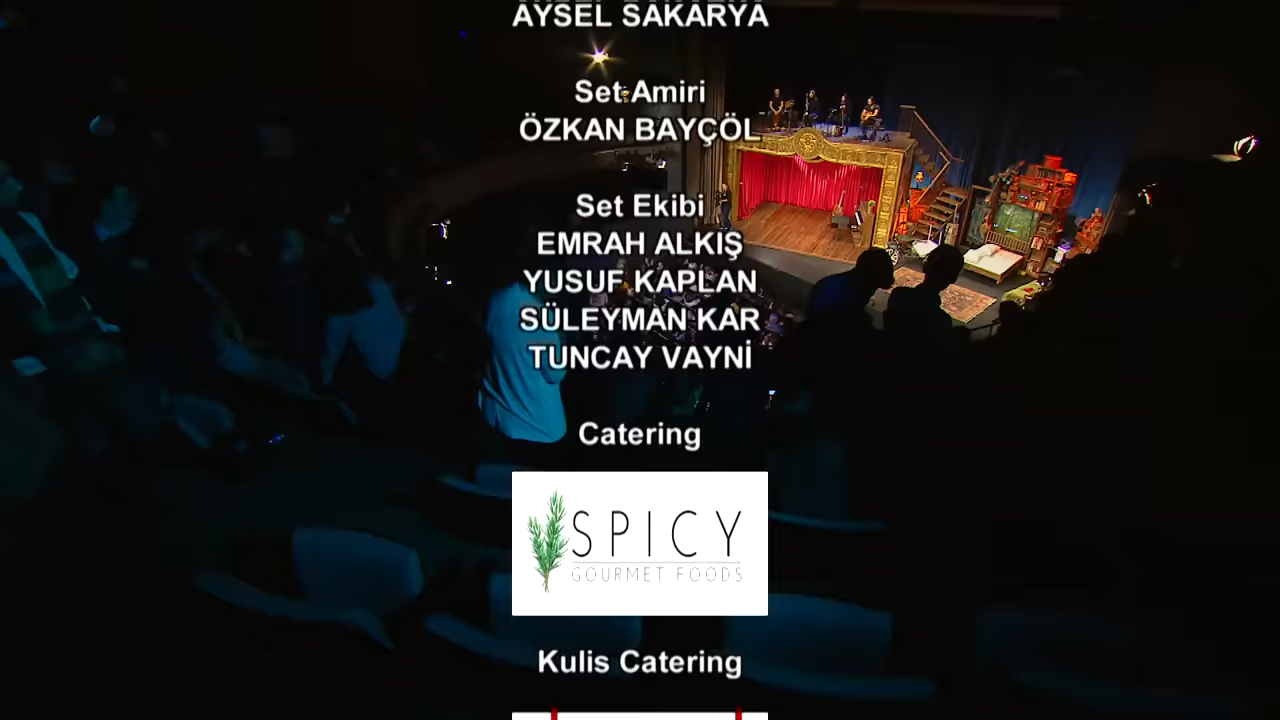 AYSEL SAKARYA
Set Amiri
ÖZKAN BAYÇÖL
Set Ekibi
EMRAH ALKIŞ
YUSUF KAPLAN
SÜLEYMAN KAR
TUNCAY VAYNİ
Catering
SPICY
GOURMET FOODS
Kulis Catering